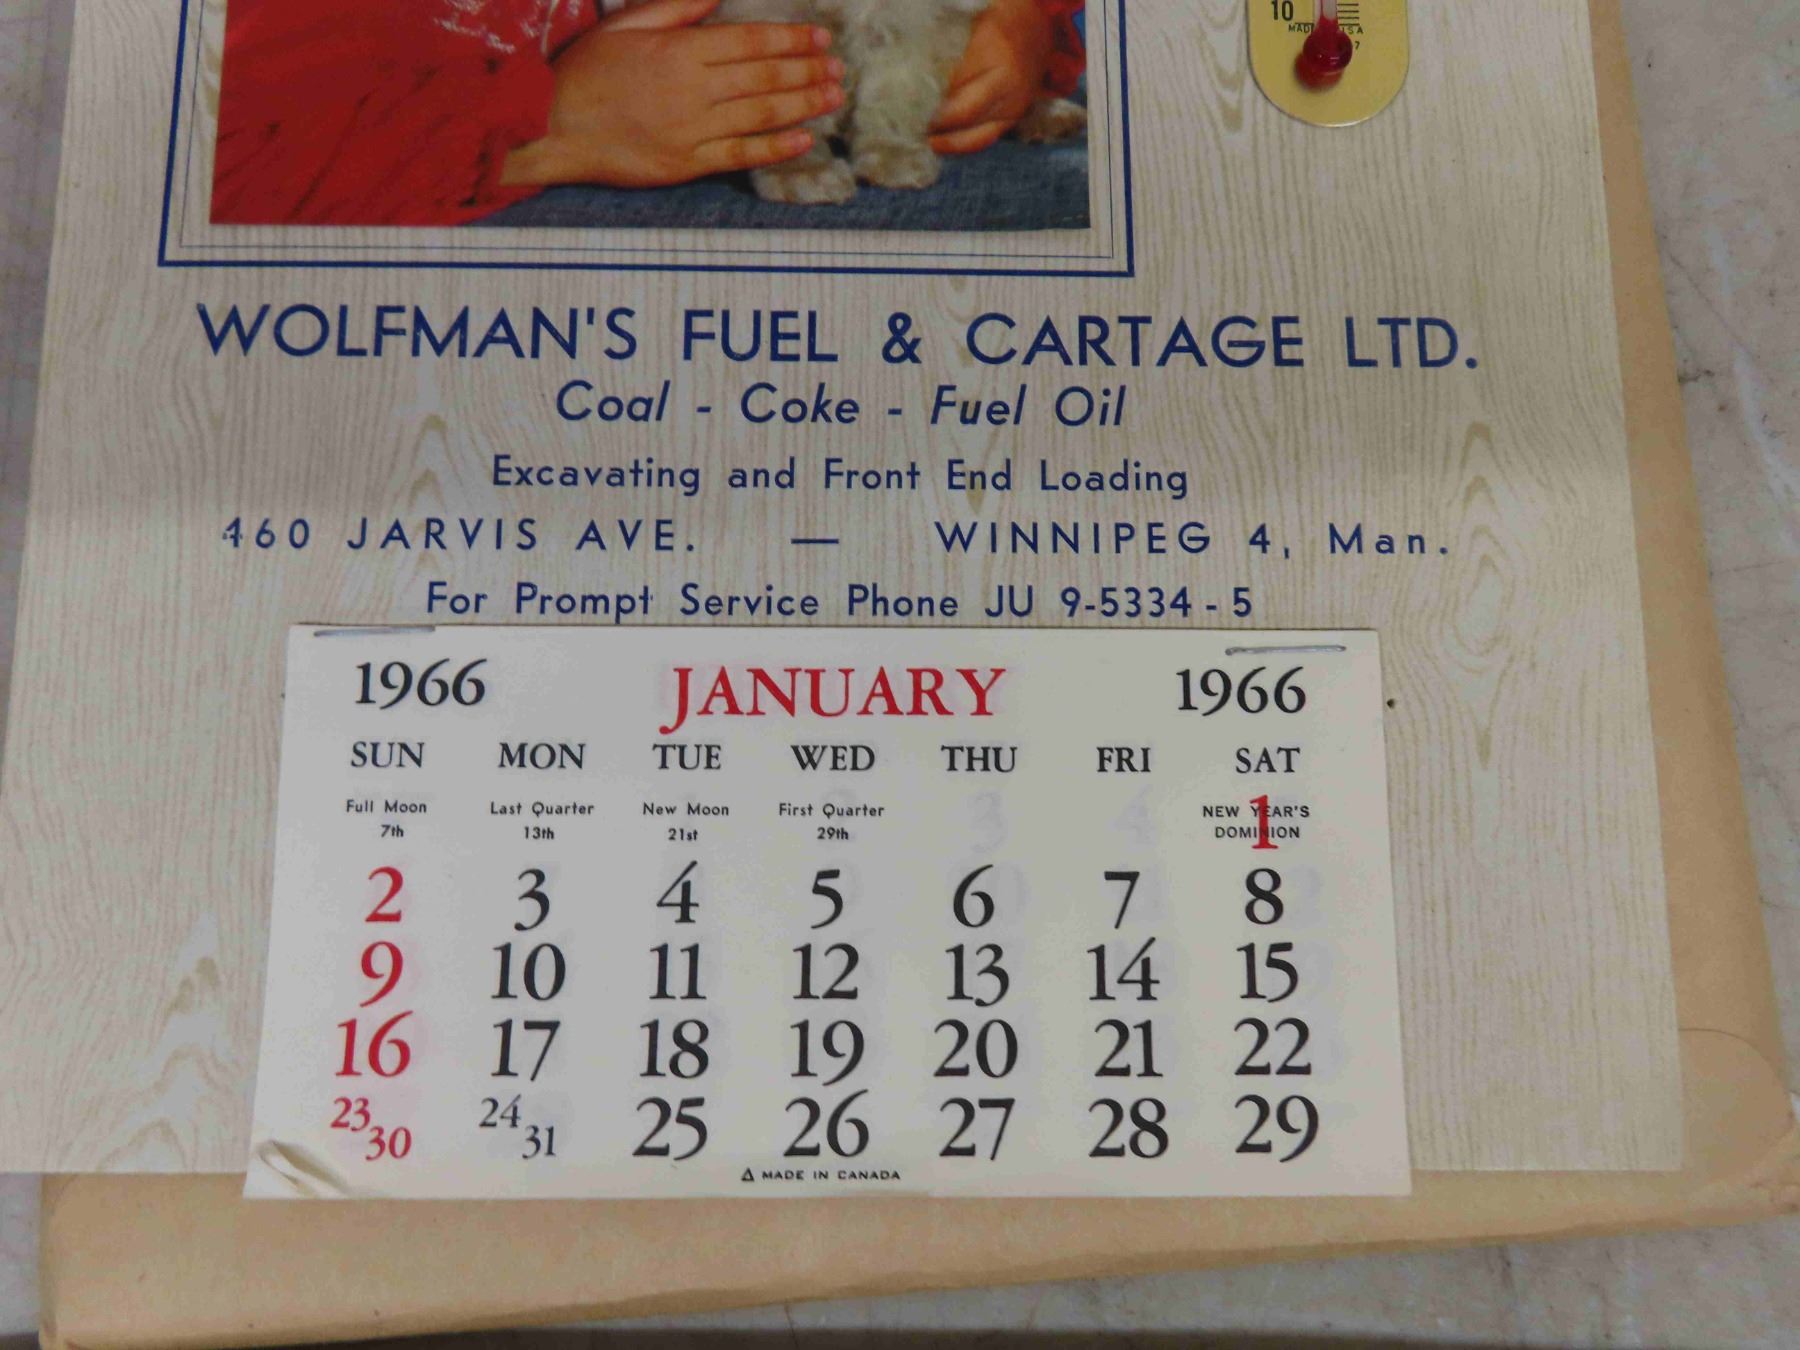 10
MADE
U S A
7
WOLFMAN'S FUEL & CARTAGE LTD.
Coal - Coke - Fuel Oil
Excavating and Front End Loading
460 JARVIS AVE. — WINNIPEG 4, Man.
For Prompt Service Phone JU 9-5334 - 5
1966 JANUARY 1966
SUN MON TUE WED THU FRI SAT
Full Moon 7th Last Quarter 13th New Moon 21st First Quarter 29th NEW YEAR'S DOMINION 1
2 3 4 5 6 7 8
9 10 11 12 13 14 15
16 17 18 19 20 21 22
23 30 24 31 25 26 27 28 29
MADE IN CANADA